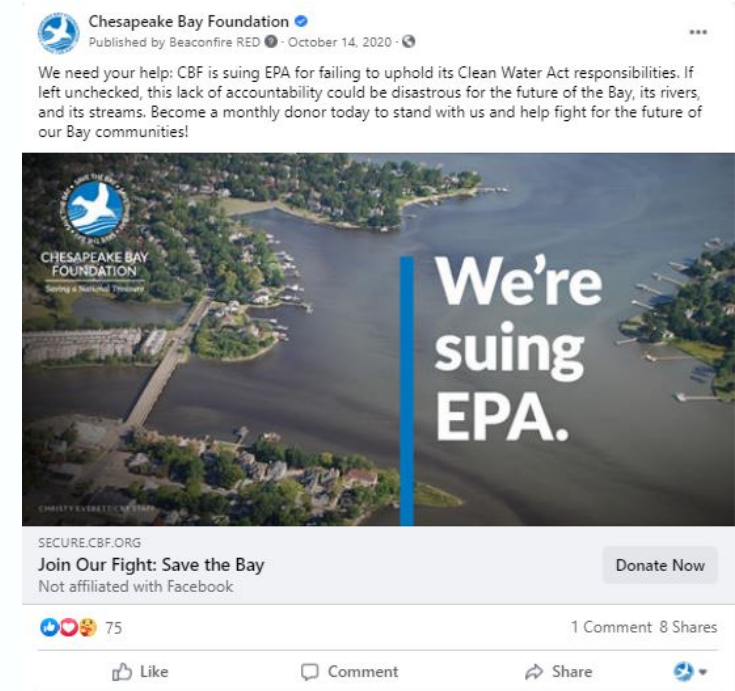 Chesapeake Bay Foundation
Published by Beaconfire RED · October 14, 2020 ·
We need your help: CBF is suing EPA for failing to uphold its Clean Water Act responsibilities. If
left unchecked, this lack of accountability could be disastrous for the future of the Bay, its rivers,
and its streams. Become a monthly donor today to stand with us and help fight for the future of
our Bay communities!
CHESAPEAKE BAY
FOUNDATION
Saving a National Treasure
We're
suing
EPA.
CHRISTY EVERETT/CBF STAFF
SECURE.CBF.ORG
Join Our Fight: Save the Bay
Not affiliated with Facebook
Donate Now
75
1 Comment 8 Shares
Like
Comment
Share